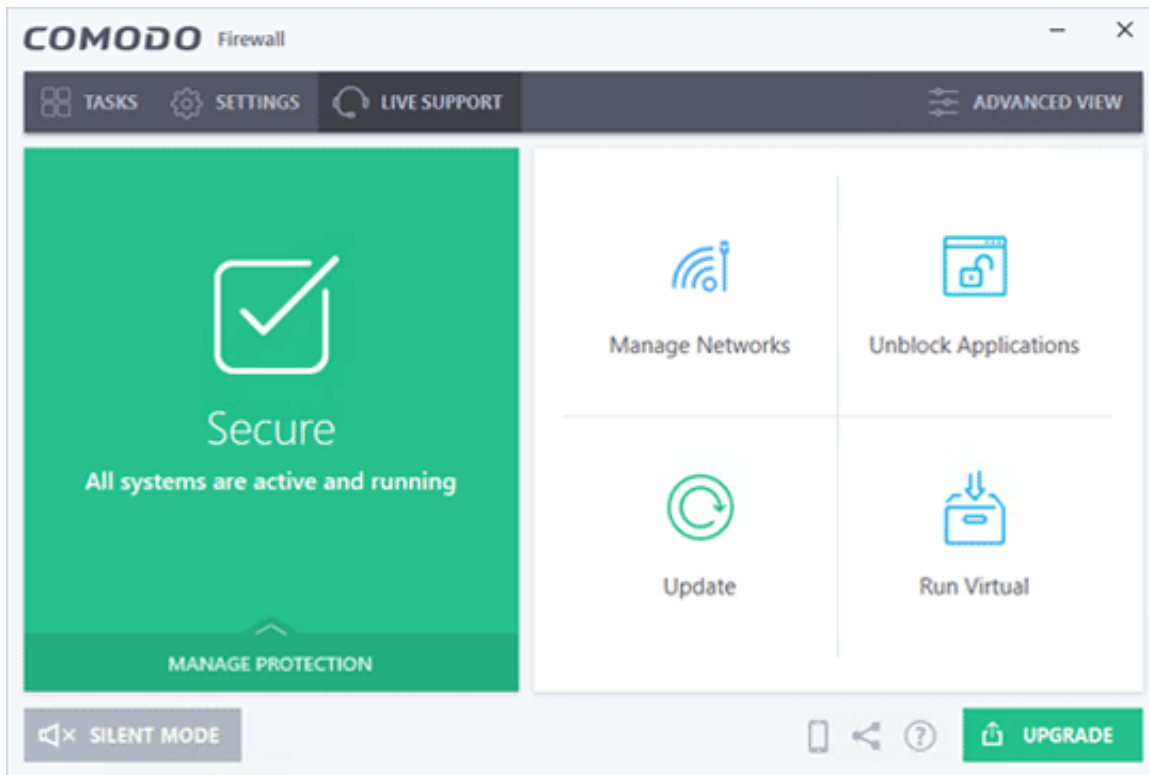 COMODO Firewall
TASKS SETTINGS LIVE SUPPORT ADVANCED VIEW
Secure
All systems are active and running
MANAGE PROTECTION
Manage Networks
Unblock Applications
Update
Run Virtual
SILENT MODE
UPGRADE